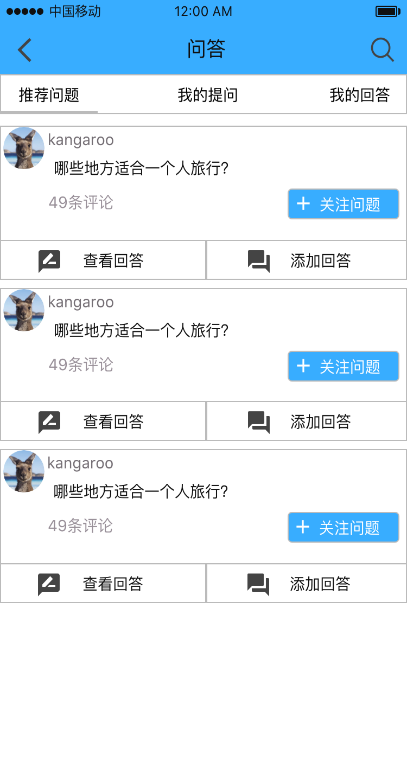 中国移动 12:00 AM
问答
推荐问题 我的提问 我的回答
kangaroo
哪些地方适合一个人旅行?
49条评论 关注问题
查看回答 添加回答
kangaroo
哪些地方适合一个人旅行?
49条评论 关注问题
查看回答 添加回答
kangaroo
哪些地方适合一个人旅行?
49条评论 关注问题
查看回答 添加回答